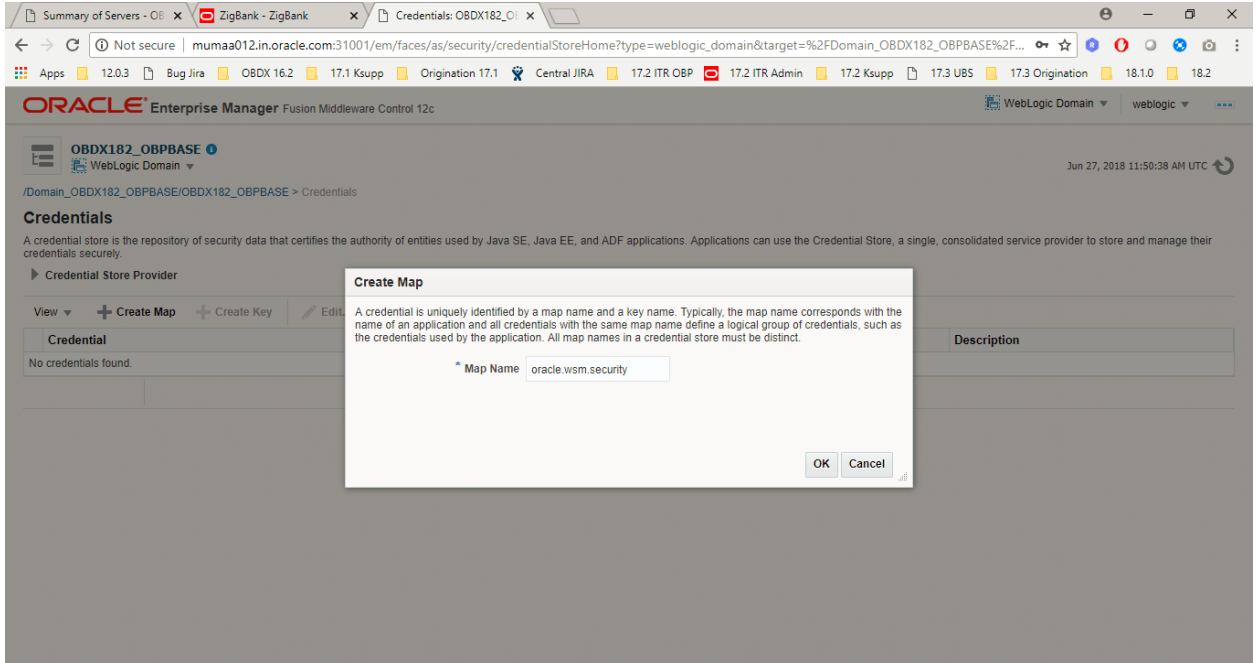 Summary of Servers - OB
ZigBank - ZigBank
Credentials: OBDX182_OB
Not secure | mumaa012.in.oracle.com:31001/em/faces/as/security/credentialStoreHome?type=weblogic_domain&target=%2FDomain_OBDX182_OBPBASE%2F...
Apps 12.0.3 Bug Jira OBDX 16.2 17.1 Ksupp Origination 17.1 Central JIRA 17.2 ITR OBP 17.2 ITR Admin 17.2 Ksupp 17.3 UBS 17.3 Origination 18.1.0 18.2
ORACLE Enterprise Manager Fusion Middleware Control 12c
WebLogic Domain
weblogic
OBDX182_OBPBASE
WebLogic Domain
Jun 27, 2018 11:50:38 AM UTC
/Domain_OBDX182_OBPBASE/OBDX182_OBPBASE > Credentials
Credentials
A credential store is the repository of security data that certifies the authority of entities used by Java SE, Java EE, and ADF applications. Applications can use the Credential Store, a single, consolidated service provider to store and manage their
credentials securely.
Credential Store Provider
View Create Map Create Key Edit.
Credential
Description
No credentials found.
Create Map
A credential is uniquely identified by a map name and a key name. Typically, the map name corresponds with the
name of an application and all credentials with the same map name define a logical group of credentials, such as
the credentials used by the application. All map names in a credential store must be distinct.
* Map Name oracle.wsm.security
OK Cancel